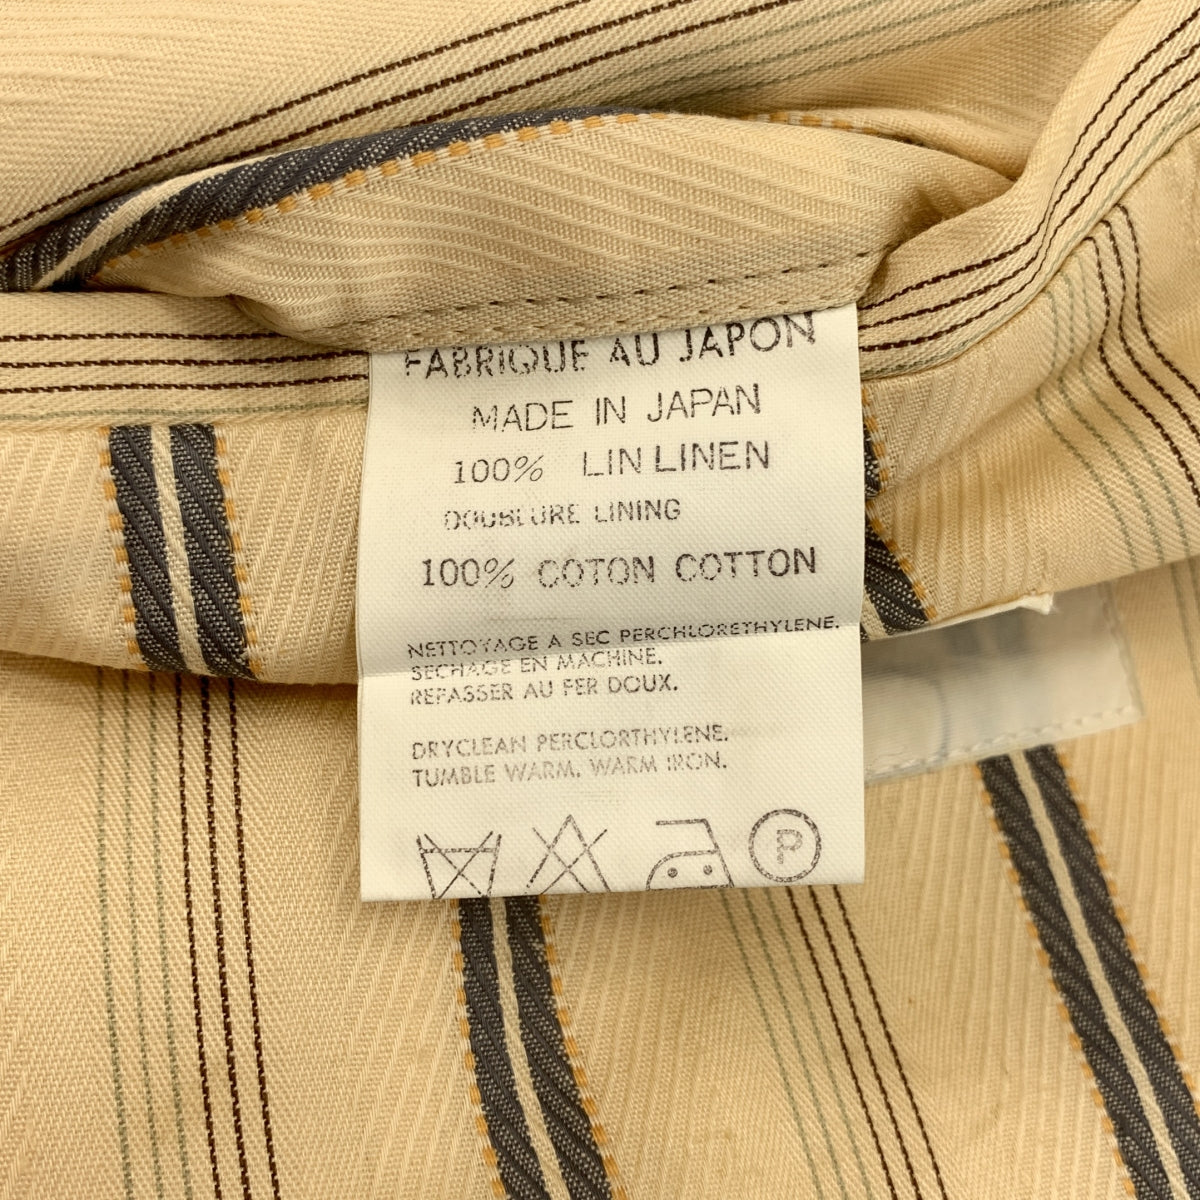 FABRIQUE AU JAPON
MADE IN JAPAN
100% LIN LINEN
DOUBLURE LINING
100% COTON COTTON
NETTOYAGE A SEC PERCHLORETHYLENE.
SECHAGE EN MACHINE.
REPASSER AU FER DOUX.
DRYCLEAN PERCLORTHYLENE.
TUMBLE WARM. WARM IRON.
P